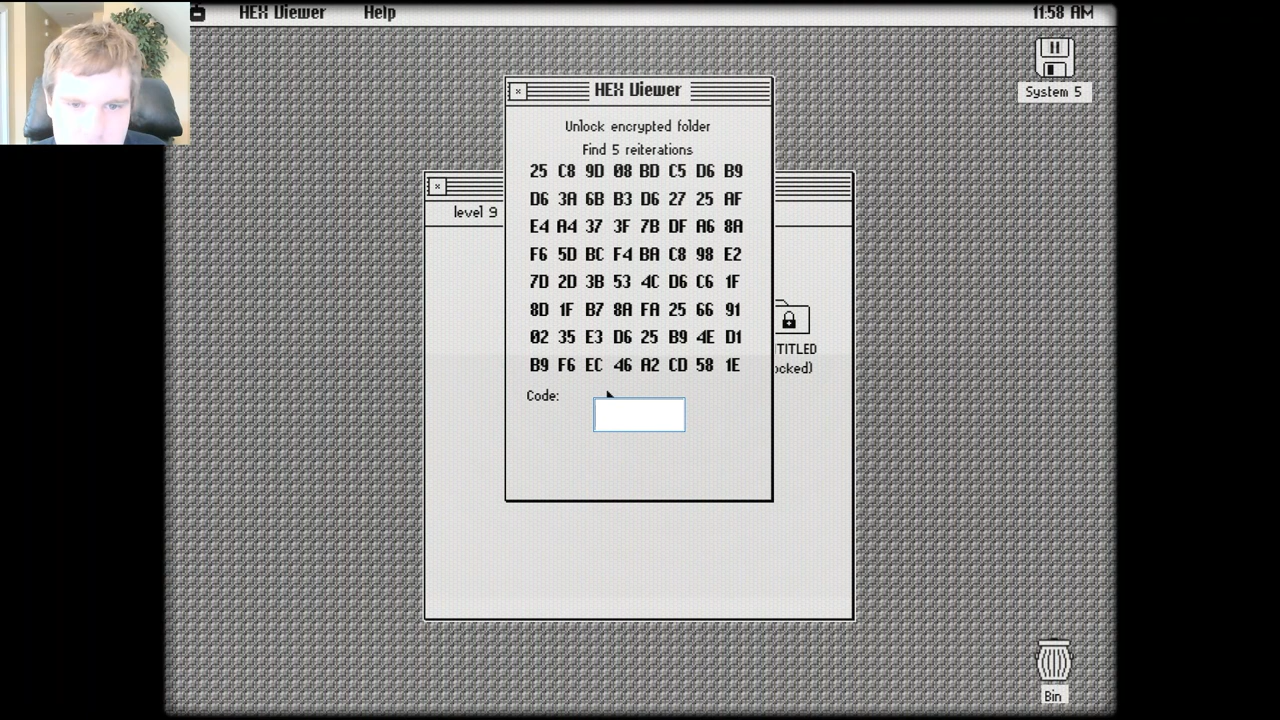 HEX Viewer Help 11:58 AM
System 5
HEX Viewer
Unlock encrypted folder
Find 5 reiterations
25 C8 9D 08 BD C5 D6 B9
D6 3A 6B B3 D6 27 25 AF
E4 A4 37 3F 7B DF A6 8A
F6 5D BC F4 BA C8 98 E2
7D 2D 3B 53 4C D6 C6 1F
8D 1F B7 8A FA 25 66 91
02 35 E3 D6 25 B9 4E D1
B9 F6 EC 46 A2 CD 58 1E
Code:
level 9
TITLED
ocked)
Bin